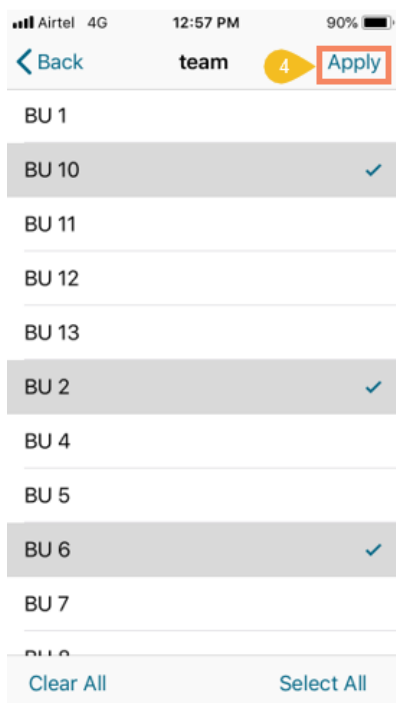 Airtel 4G 12:57 PM 90%
Back team 4 Apply
BU 1
BU 10
BU 11
BU 12
BU 13
BU 2
BU 4
BU 5
BU 6
BU 7
Clear All Select All